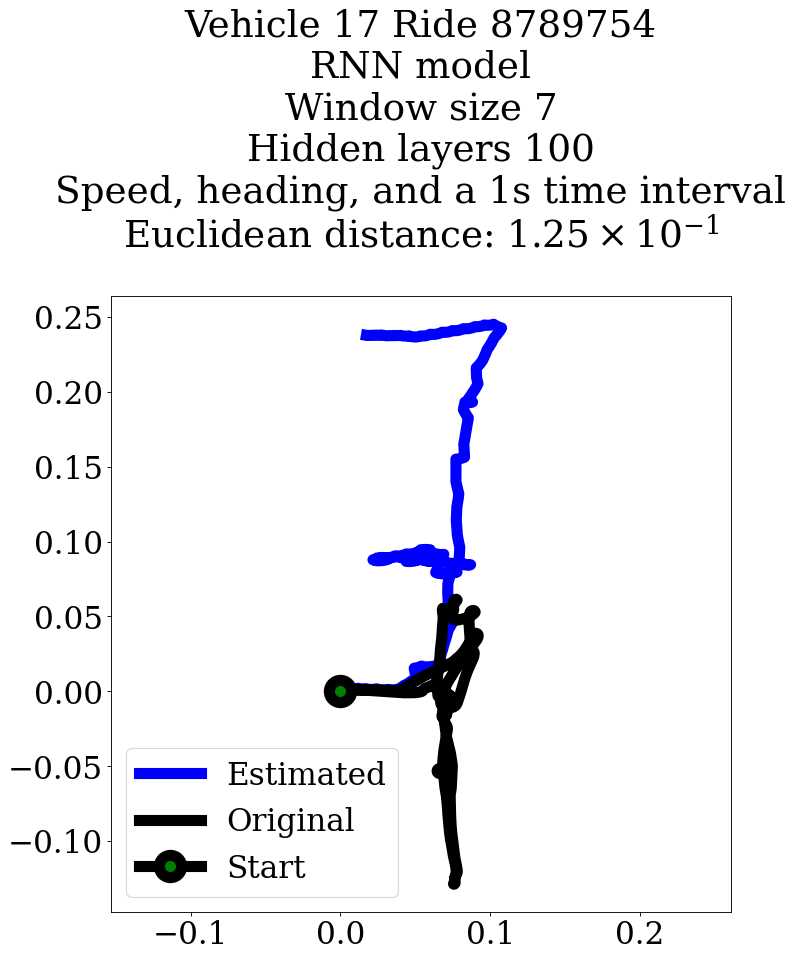 Vehicle 17 Ride 8789754
RNN model
Window size 7
Hidden layers 100
Speed, heading, and a 1s time interval
Euclidean distance: 1.25 × 10⁻¹
0.25
0.20
0.15
0.10
0.05
0.00
−0.05
−0.10
Estimated
Original
Start
−0.1 0.0 0.1 0.2